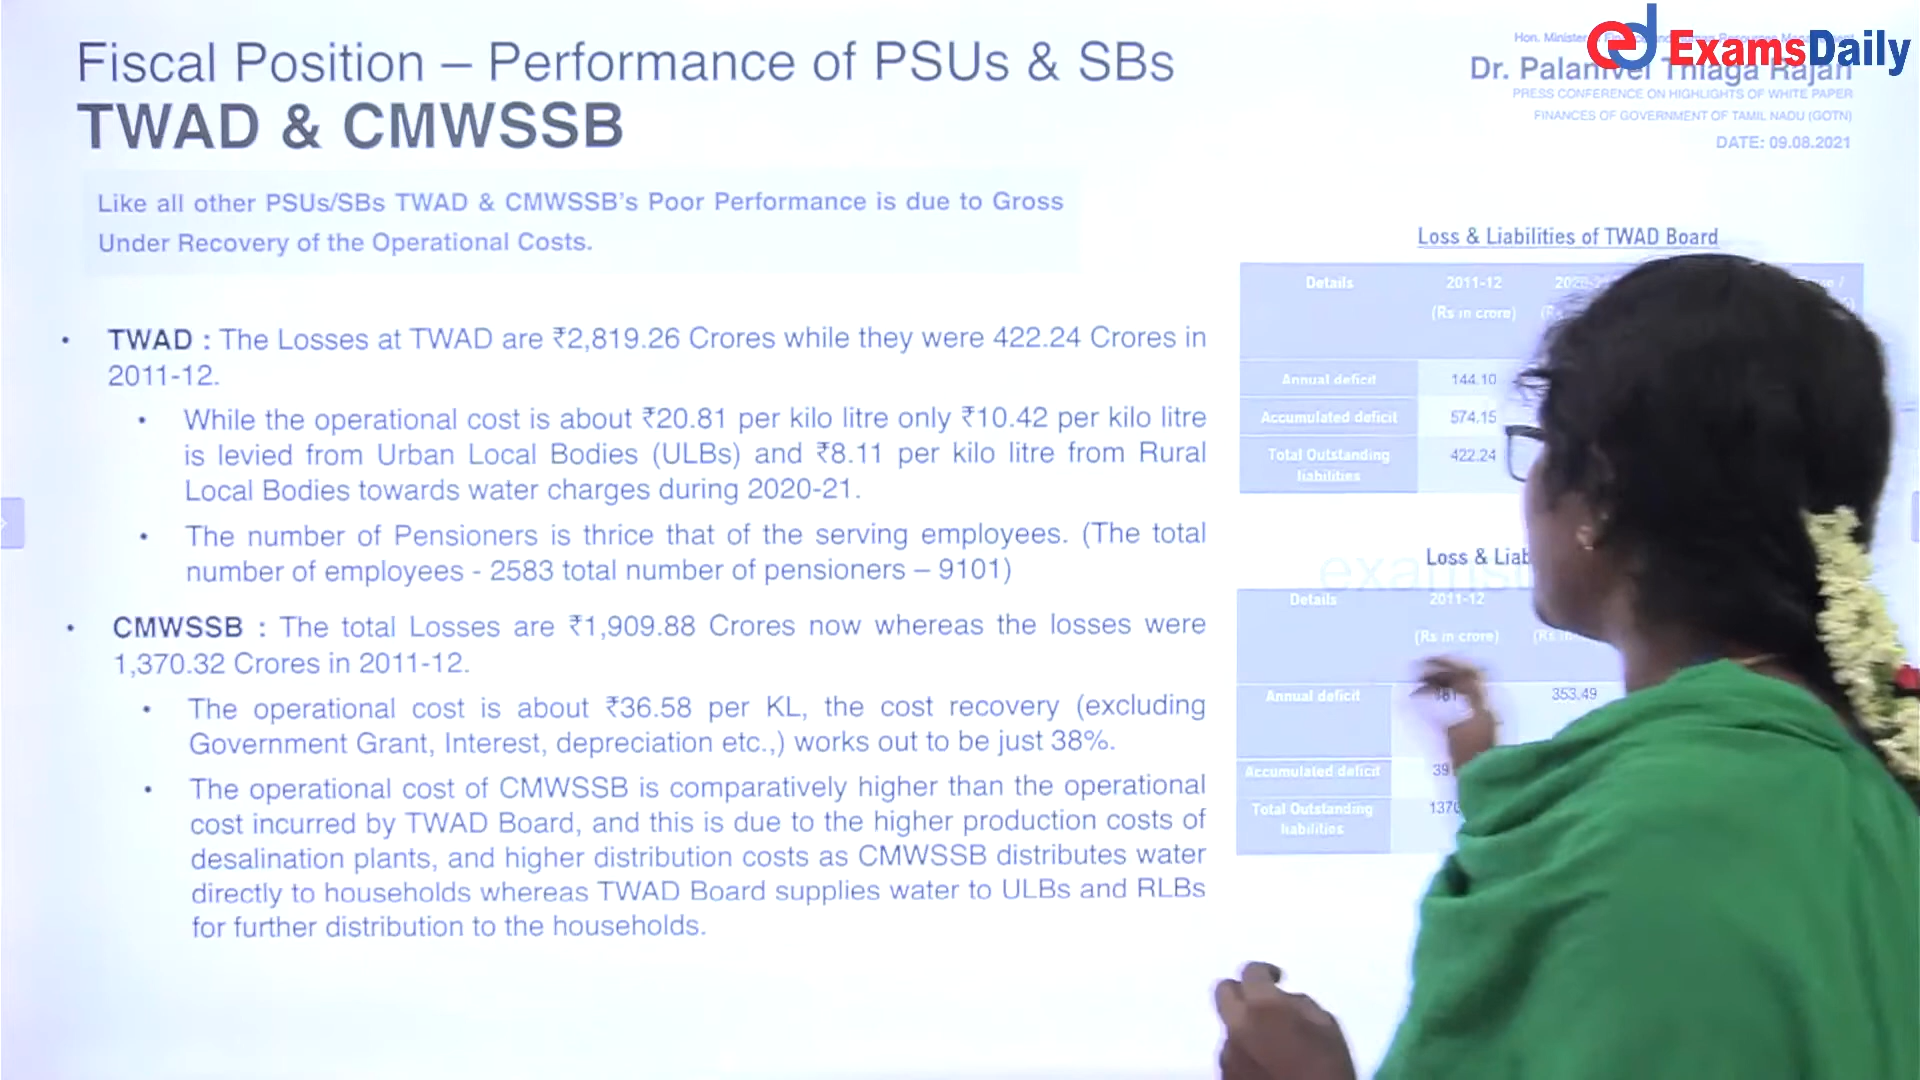 Fiscal Position – Performance of PSUs & SBs
TWAD & CMWSSB
ExamsDaily
Hon. Minister
Dr. Palanivel Thiaga Rajan
PRESS CONFERENCE ON HIGHLIGHTS OF WHITE PAPER
FINANCES OF GOVERNMENT OF TAMIL NADU (GOTN)
DATE: 09.08.2021
Like all other PSUs/SBs TWAD & CMWSSB's Poor Performance is due to Gross
Under Recovery of the Operational Costs.
• TWAD : The Losses at TWAD are ₹2,819.26 Crores while they were 422.24 Crores in
2011-12.
• While the operational cost is about ₹20.81 per kilo litre only ₹10.42 per kilo litre
is levied from Urban Local Bodies (ULBs) and ₹8.11 per kilo litre from Rural
Local Bodies towards water charges during 2020-21.
• The number of Pensioners is thrice that of the serving employees. (The total
number of employees - 2583 total number of pensioners – 9101)
• CMWSSB : The total Losses are ₹1,909.88 Crores now whereas the losses were
1,370.32 Crores in 2011-12.
• The operational cost is about ₹36.58 per KL, the cost recovery (excluding
Government Grant, Interest, depreciation etc.,) works out to be just 38%.
• The operational cost of CMWSSB is comparatively higher than the operational
cost incurred by TWAD Board, and this is due to the higher production costs of
desalination plants, and higher distribution costs as CMWSSB distributes water
directly to households whereas TWAD Board supplies water to ULBs and RLBs
for further distribution to the households.
Loss & Liabilities of TWAD Board
Details 2011-12
(Rs in crore)
Annual deficit 144.10
Accumulated deficit 574.15
Total Outstanding 422.24
liabilities
Loss & Liab
Details 2011-12
(Rs in crore)
Annual deficit 353.49
Accumulated deficit
Total Outstanding
liabilities